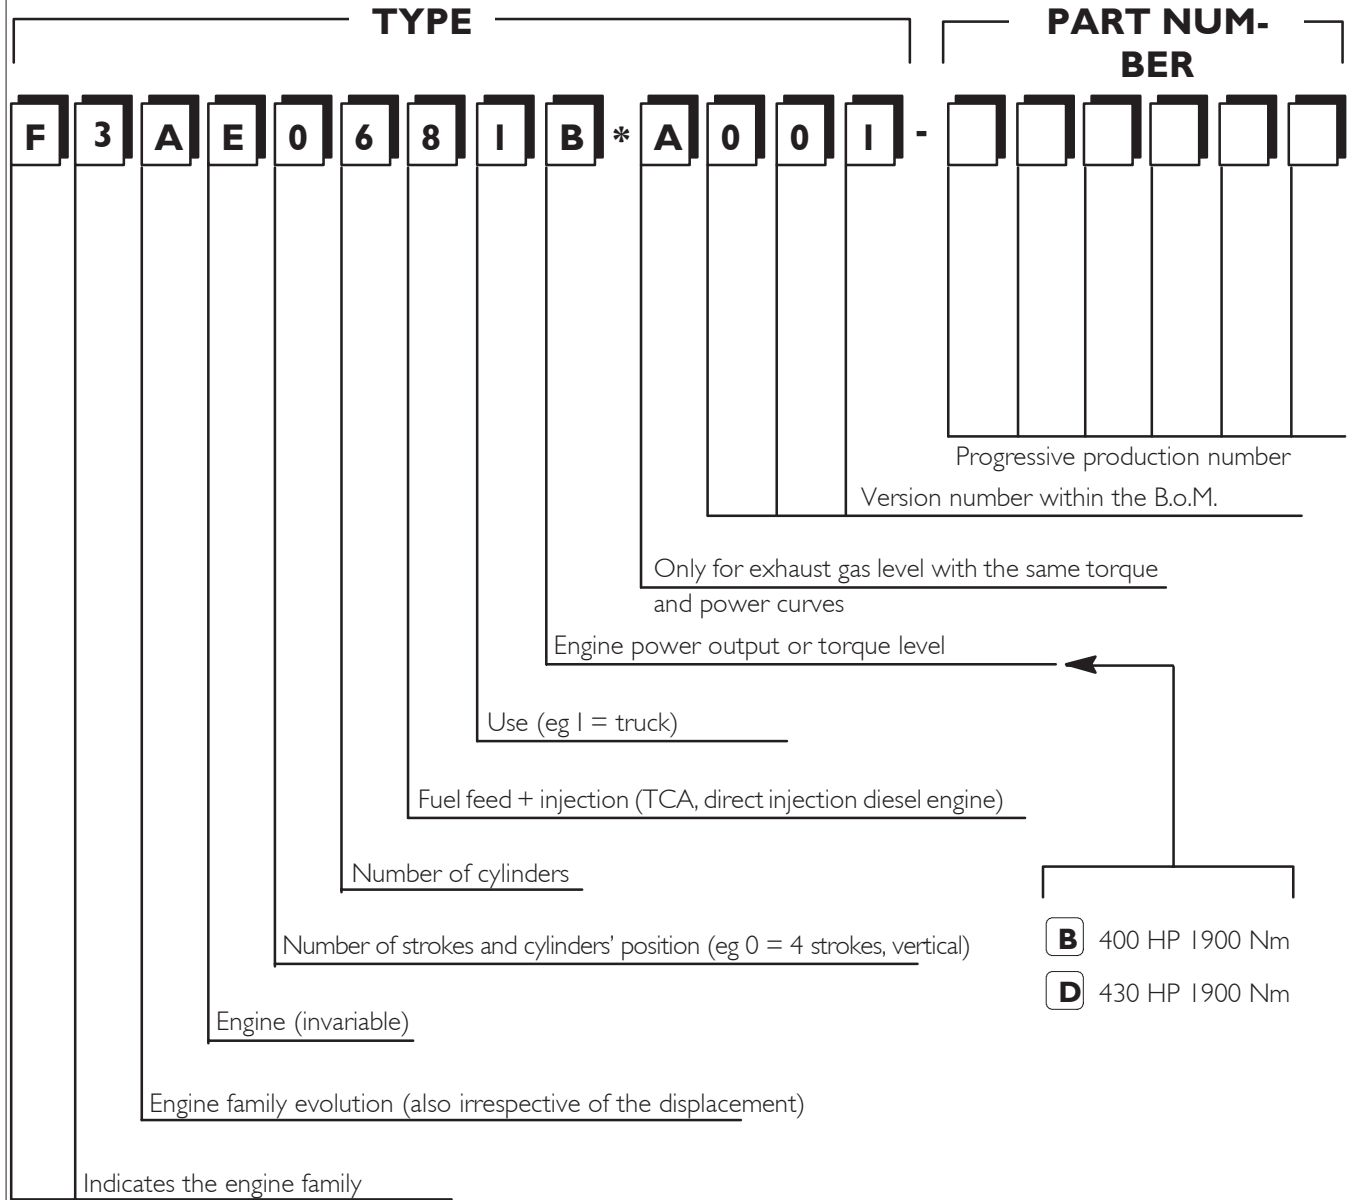 TYPE
PART NUM-
BER
F 3 A E 0 6 8 1 B * A 0 0 1 -
Progressive production number
Version number within the B.o.M.
Only for exhaust gas level with the same torque
and power curves
Engine power output or torque level
Use (eg 1 = truck)
Fuel feed + injection (TCA, direct injection diesel engine)
Number of cylinders
Number of strokes and cylinders’ position (eg 0 = 4 strokes, vertical)
B 400 HP 1900 Nm
D 430 HP 1900 Nm
Engine (invariable)
Engine family evolution (also irrespective of the displacement)
Indicates the engine family